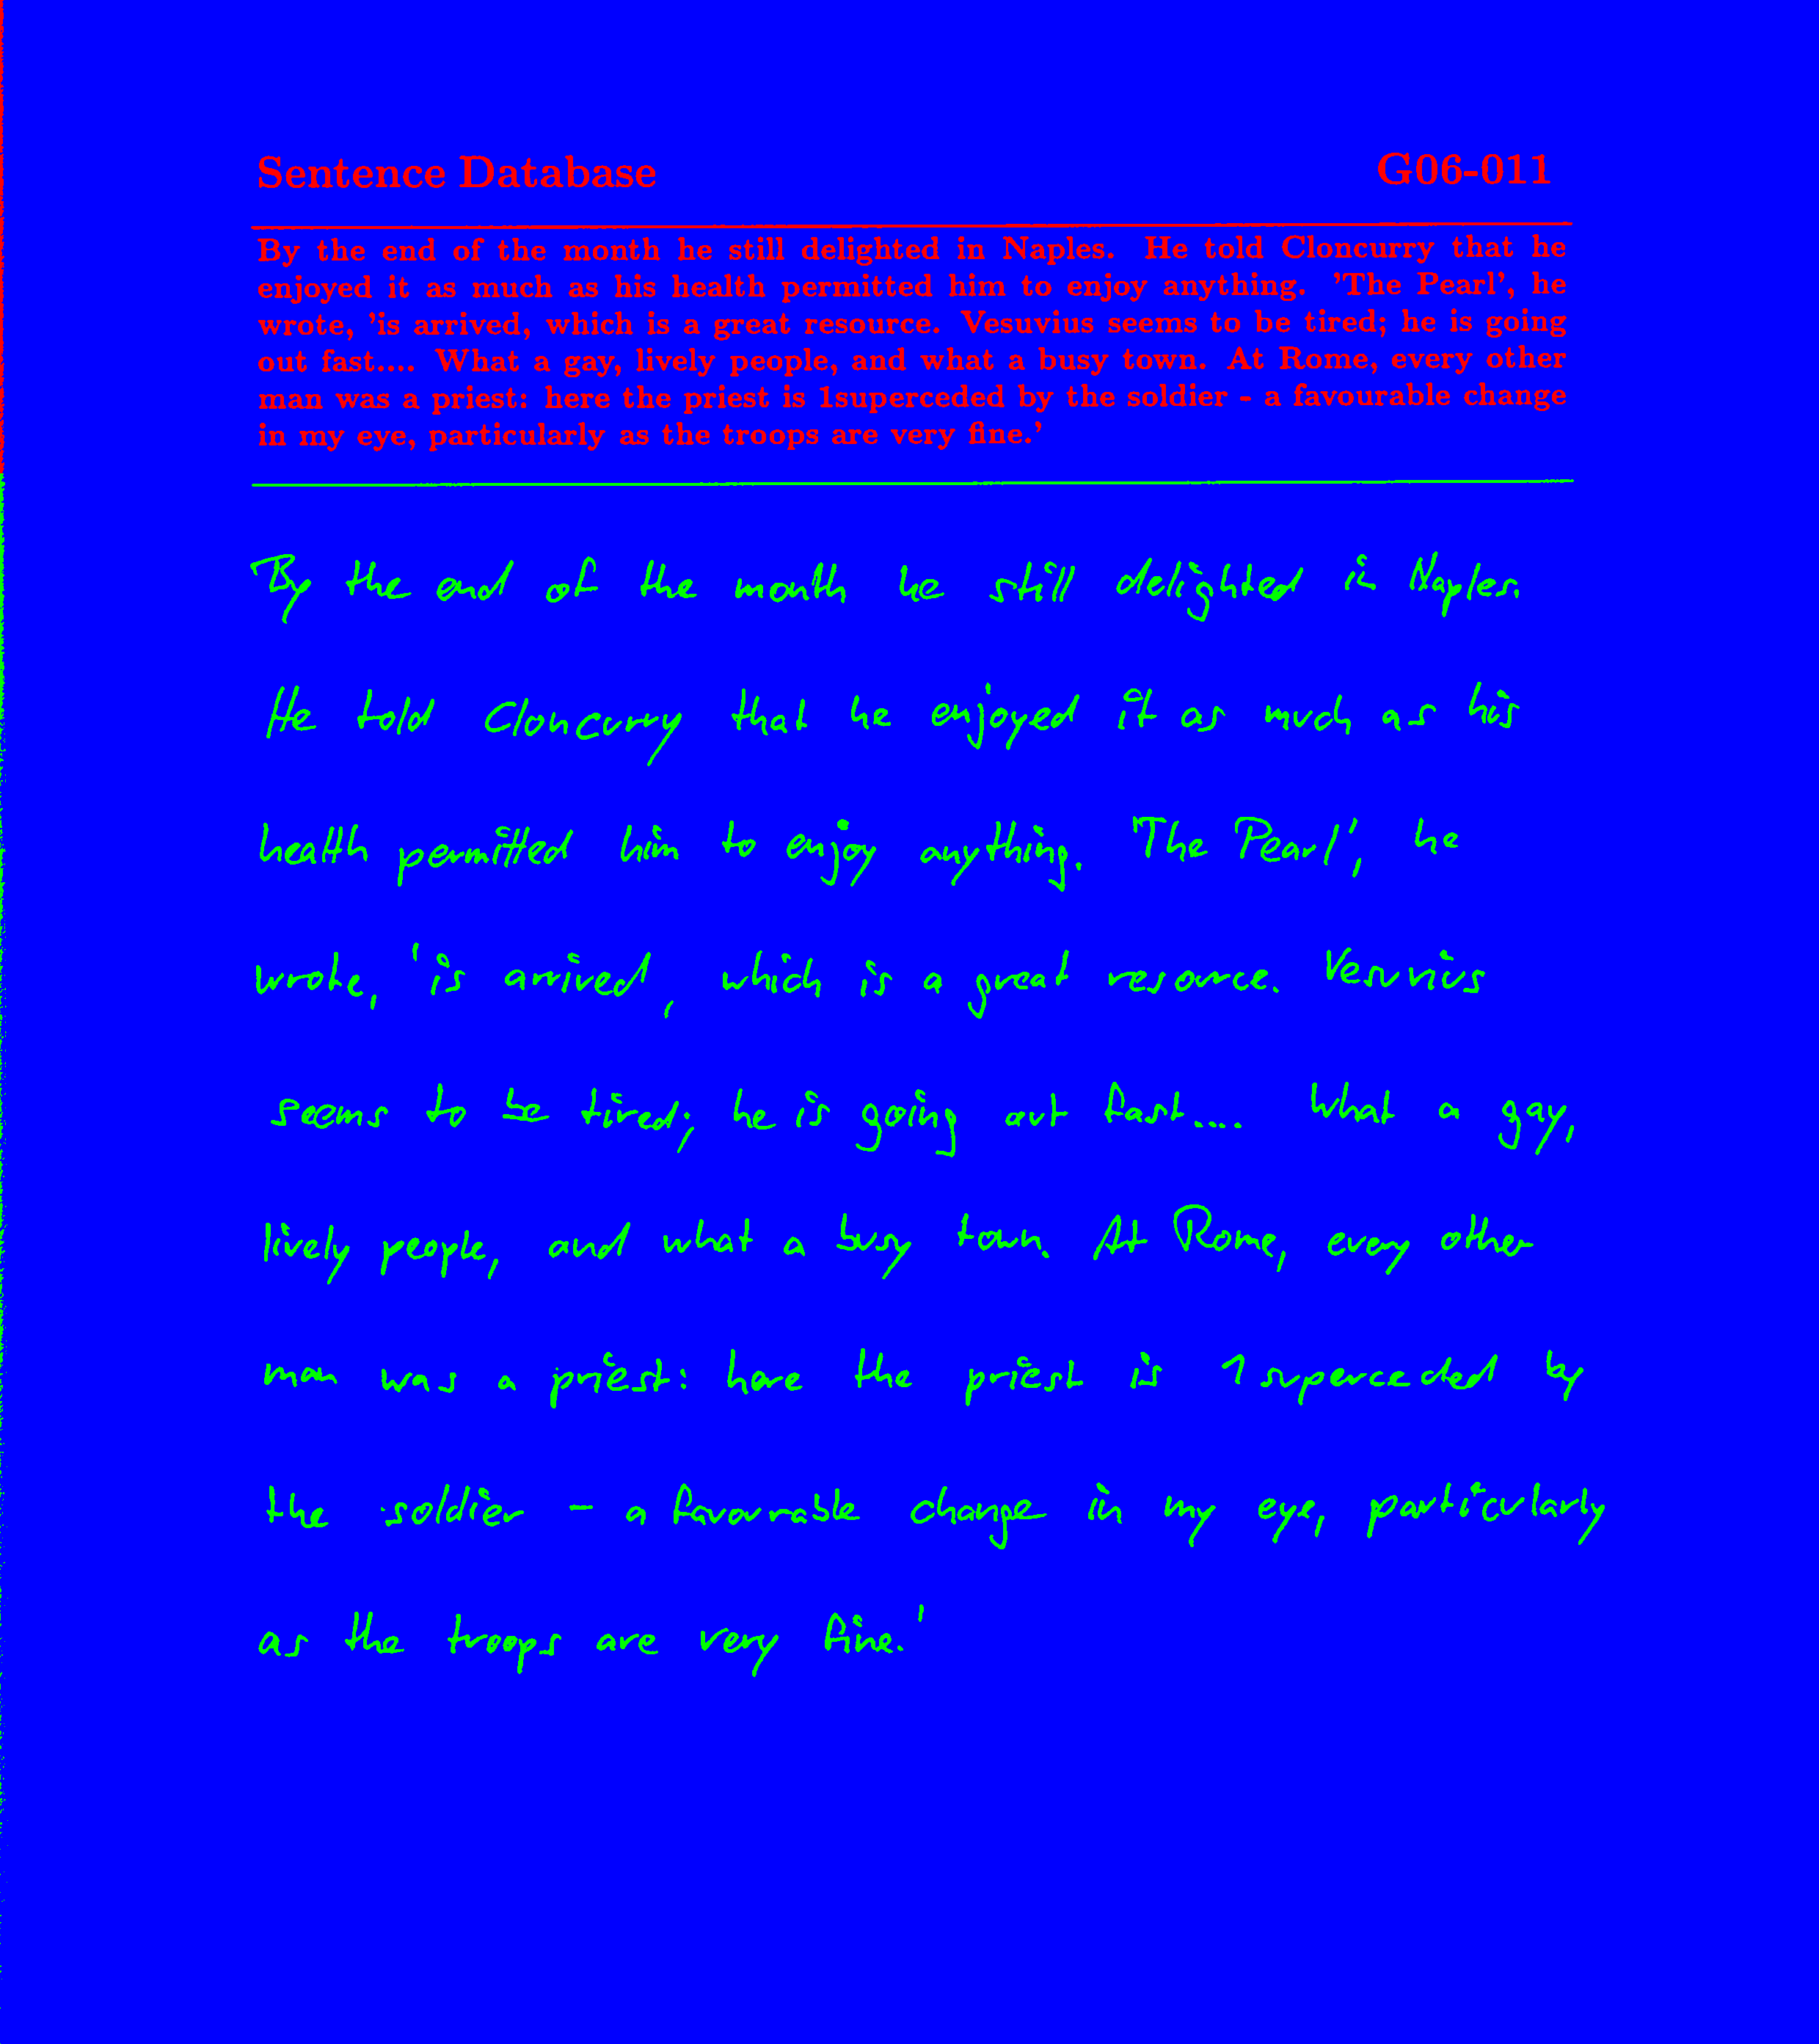 Sentence Database G06-011
By the end of the month he still delighted in Naples. He told Cloncurry that he
enjoyed it as much as his health permitted him to enjoy anything. 'The Pearl', he
wrote, 'is arrived, which is a great resource. Vesuvius seems to be tired; he is going
out fast.... What a gay, lively people, and what a busy town. At Rome, every other
man was a priest: here the priest is 1superceded by the soldier - a favourable change
in my eye, particularly as the troops are very fine.'
By the end of the month he still delighted in Naples.
He told Cloncurry that he enjoyed it as much as his
health permitted him to enjoy anything. 'The Pearl', he
wrote, 'is arrived, which is a great resource. Vesuvius
seems to be tired; he is going out fast.... What a gay,
lively people, and what a busy town. At Rome, every other
man was a priest: here the priest is 1superceded by
the soldier - a favourable change in my eye, particularly
as the troops are very fine.'